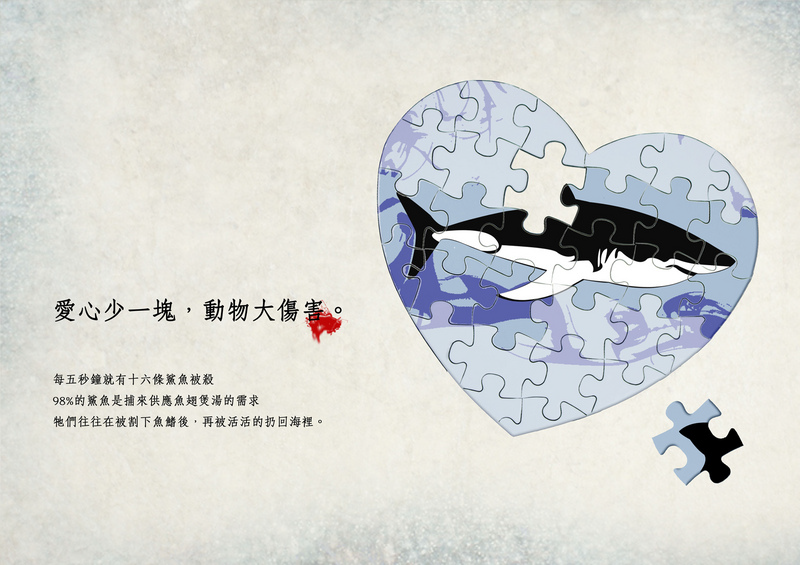 愛心少一塊，動物大傷害。
每五秒鐘就有十六條鯊魚被殺
98%的鯊魚是捕來供應魚翅煲湯的需求
牠們往往在被割下魚鰭後，再被活活的扔回海裡。